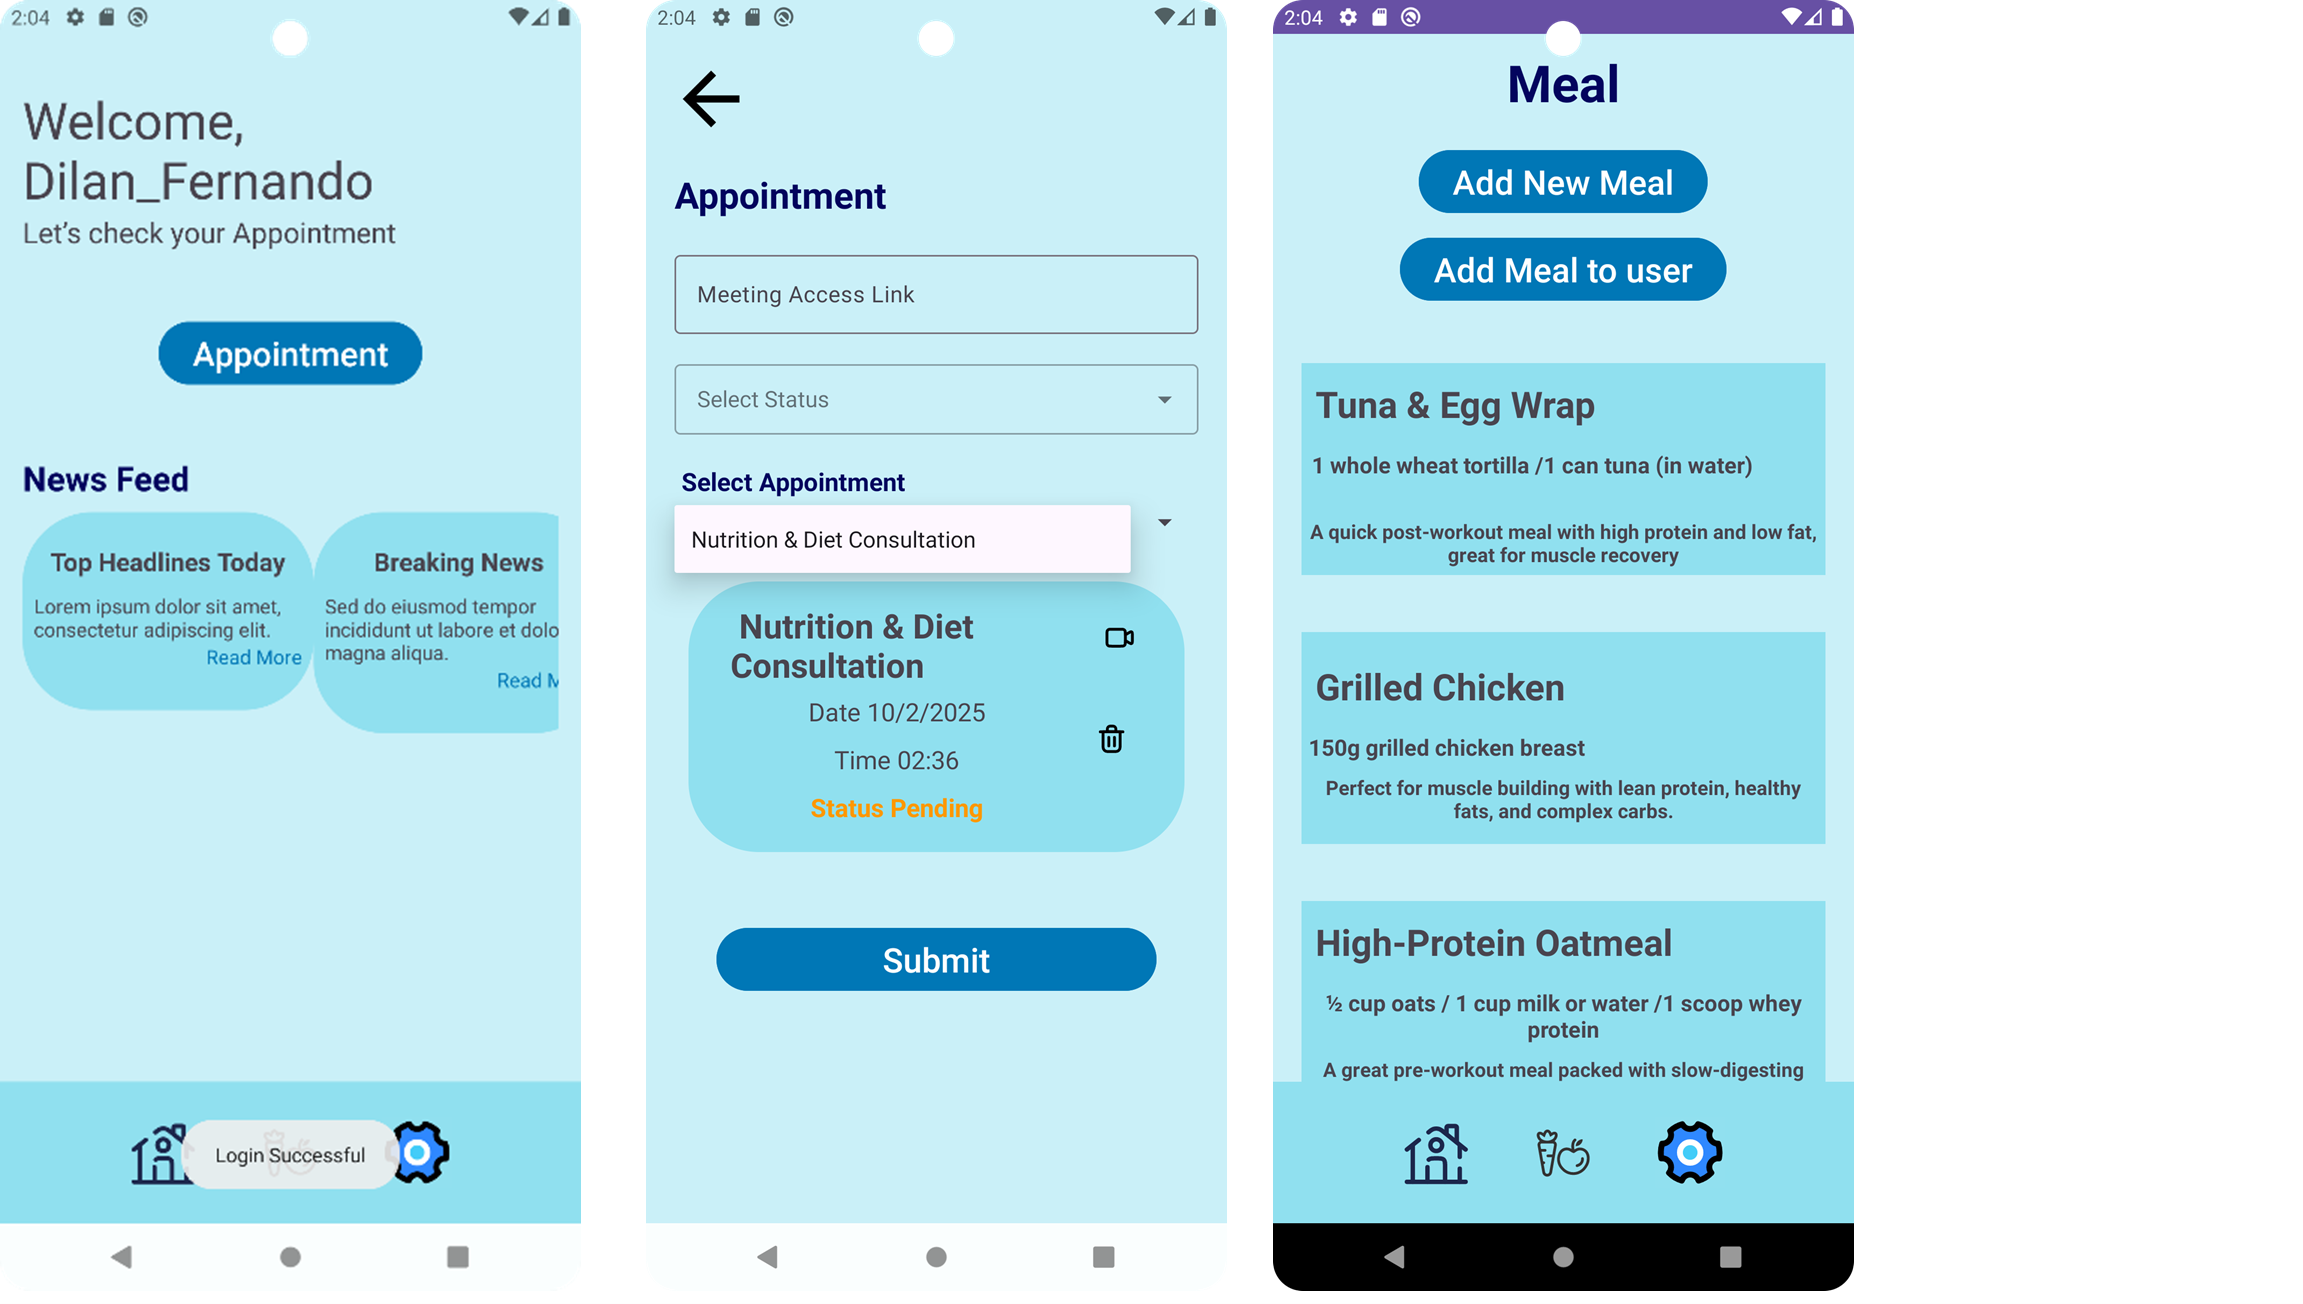 2:04
Welcome,
Dilan_Fernando
Let's check your Appointment
Appointment
News Feed
Top Headlines Today
Lorem ipsum dolor sit amet,
consectetur adipiscing elit.
Read More
Breaking News
Sed do eiusmod tempor
incididunt ut labore et dolo
magna aliqua.
Read M
Login Successful
2:04
Appointment
Meeting Access Link
Select Status
Select Appointment
Nutrition & Diet Consultation
Nutrition & Diet
Consultation
Date 10/2/2025
Time 02:36
Status Pending
Submit
2:04
Meal
Add New Meal
Add Meal to user
Tuna & Egg Wrap
1 whole wheat tortilla /1 can tuna (in water)
A quick post-workout meal with high protein and low fat,
great for muscle recovery
Grilled Chicken
150g grilled chicken breast
Perfect for muscle building with lean protein, healthy
fats, and complex carbs.
High-Protein Oatmeal
½ cup oats / 1 cup milk or water /1 scoop whey
protein
A great pre-workout meal packed with slow-digesting